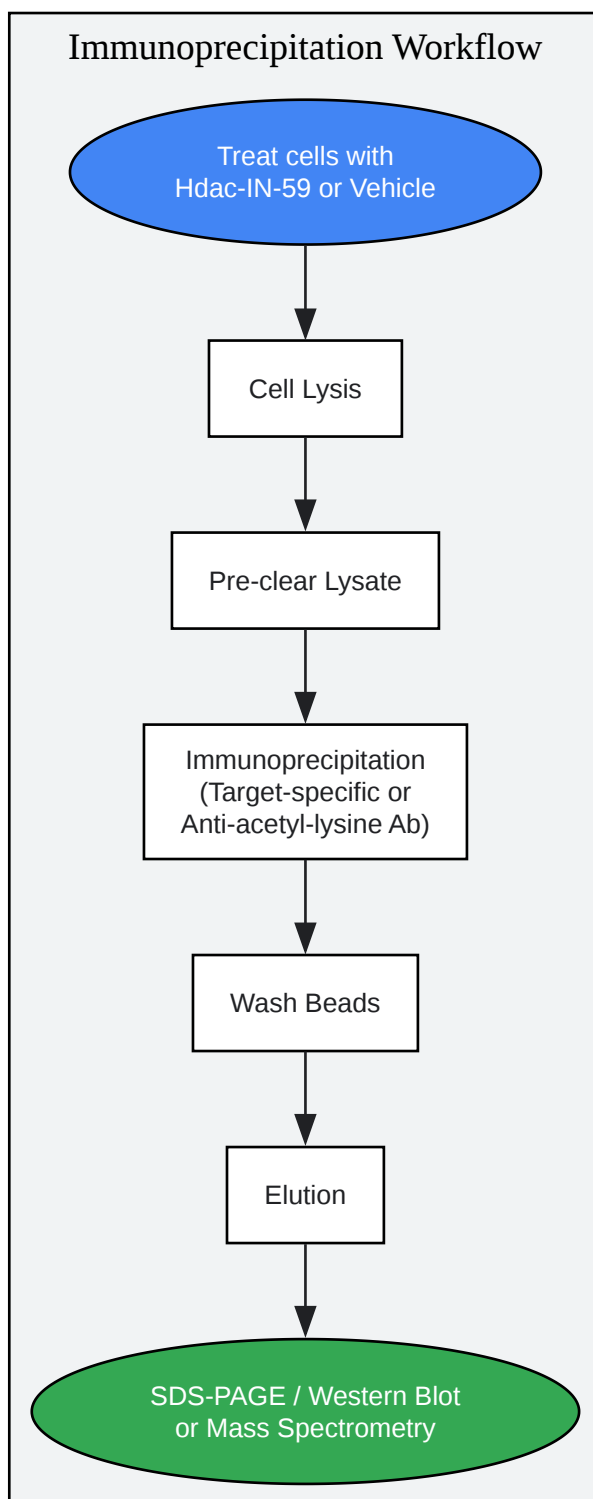 Immunoprecipitation Workflow
Treat cells with
Hdac-IN-59 or Vehicle
Cell Lysis
Pre-clear Lysate
Immunoprecipitation
(Target-specific or
Anti-acetyl-lysine Ab)
Wash Beads
Elution
SDS-PAGE / Western Blot
or Mass Spectrometry